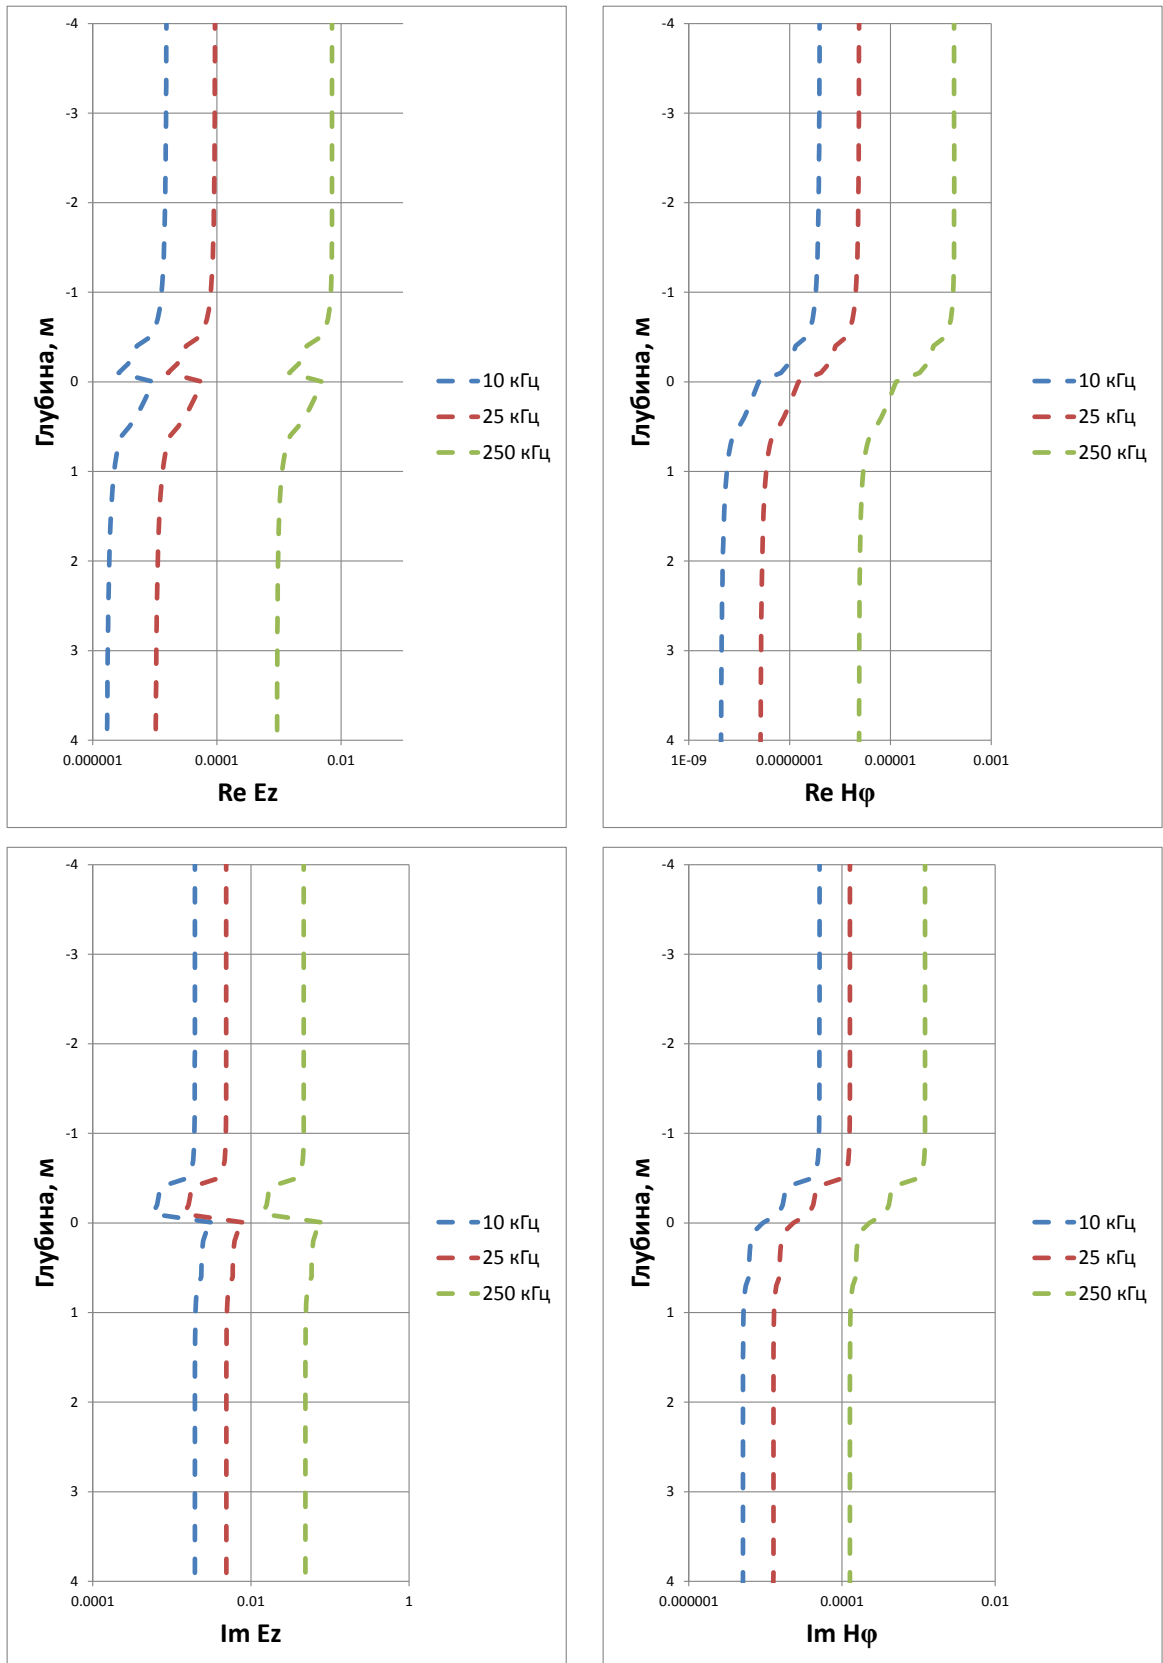 -4
-3
-2
-1
0
1
2
3
4
0.000001 0.0001 0.01
Глубина, м
Re Ez
10 кГц
25 кГц
250 кГц
-4
-3
-2
-1
0
1
2
3
4
1E-09 0.0000001 0.00001 0.001
Глубина, м
Re Hφ
10 кГц
25 кГц
250 кГц
-4
-3
-2
-1
0
1
2
3
4
0.0001 0.01 1
Глубина, м
Im Ez
10 кГц
25 кГц
250 кГц
-4
-3
-2
-1
0
1
2
3
4
0.000001 0.0001 0.01
Глубина, м
Im Hφ
10 кГц
25 кГц
250 кГц